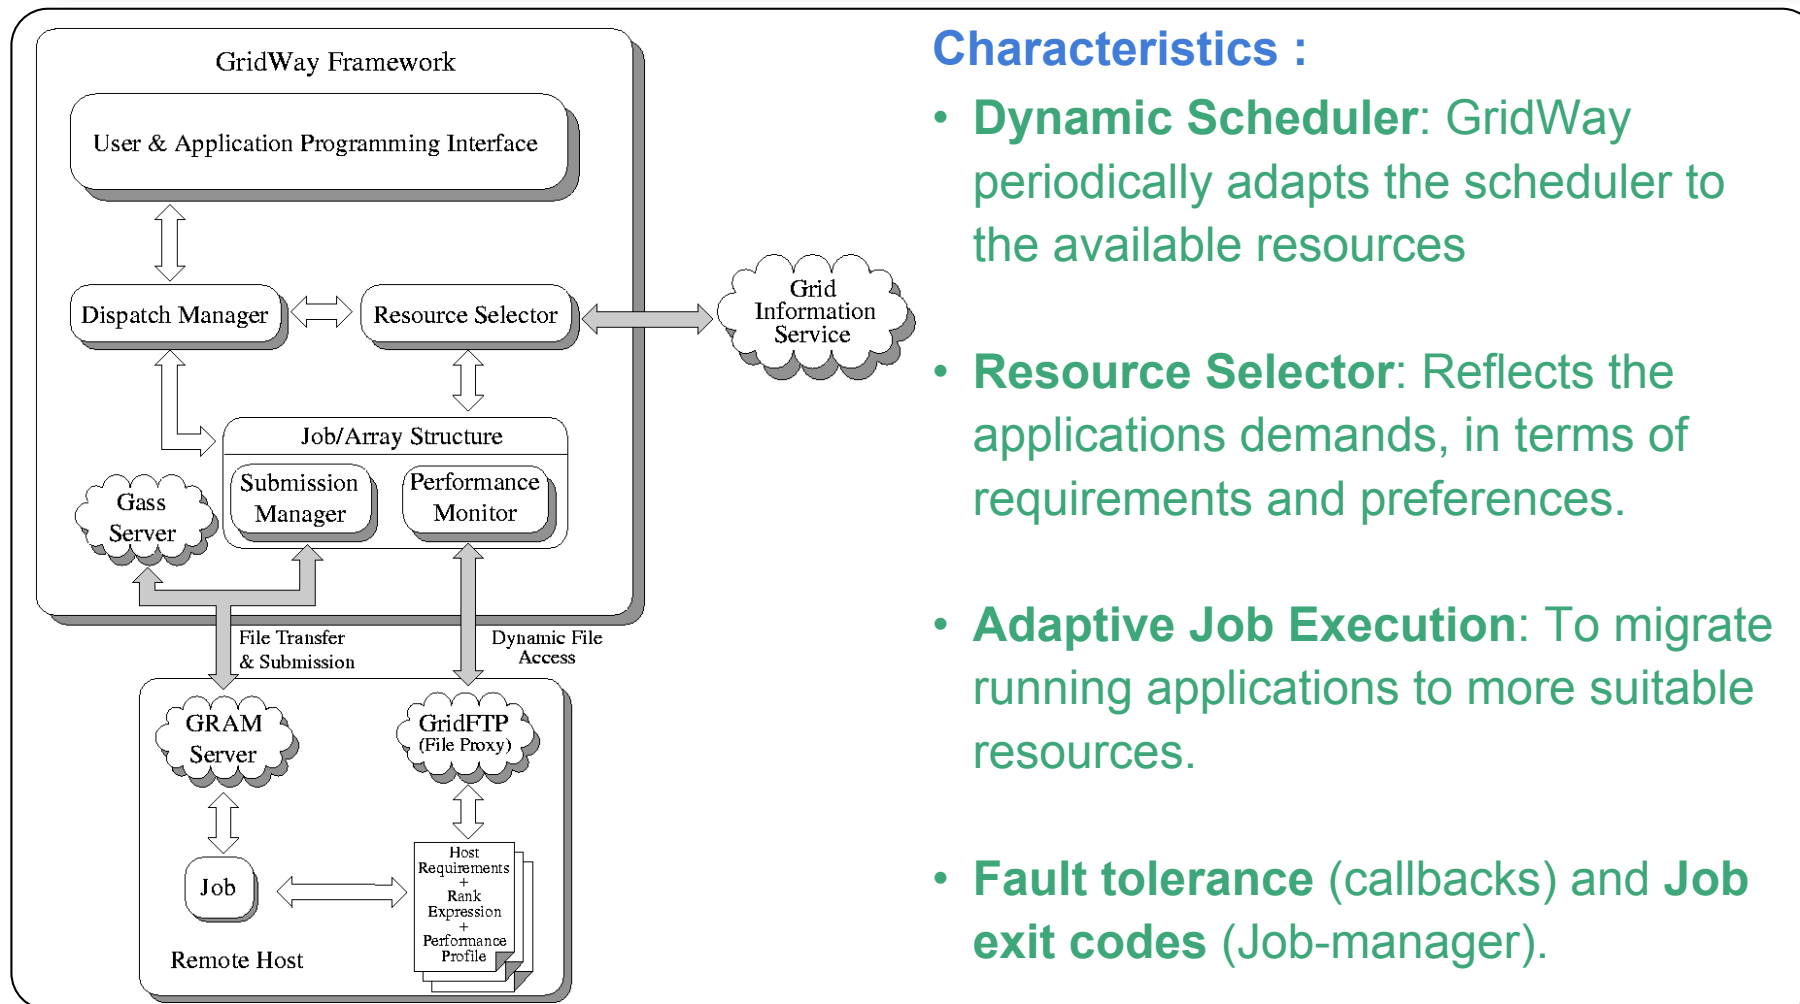 GridWay Framework
User & Application Programming Interface
Dispatch Manager
Resource Selector
Grid
Information
Service
Job/Array Structure
Submission
Manager
Performance
Monitor
Gass
Server
File Transfer
& Submission
Dynamic File
Access
GRAM
Server
GridFTP
(File Proxy)
Job
Host
Requirements
+
Rank
Expression
+
Performance
Profile
Remote Host
Characteristics :
• Dynamic Scheduler: GridWay
periodically adapts the scheduler to
the available resources
• Resource Selector: Reflects the
applications demands, in terms of
requirements and preferences.
• Adaptive Job Execution: To migrate
running applications to more suitable
resources.
• Fault tolerance (callbacks) and Job
exit codes (Job-manager).